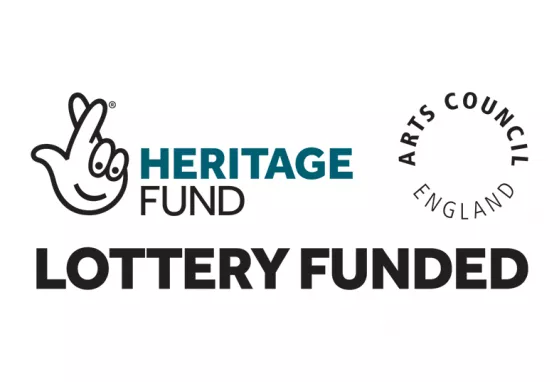 HERITAGE
FUND
ARTS COUNCIL
ENGLAND
LOTTERY FUNDED
®